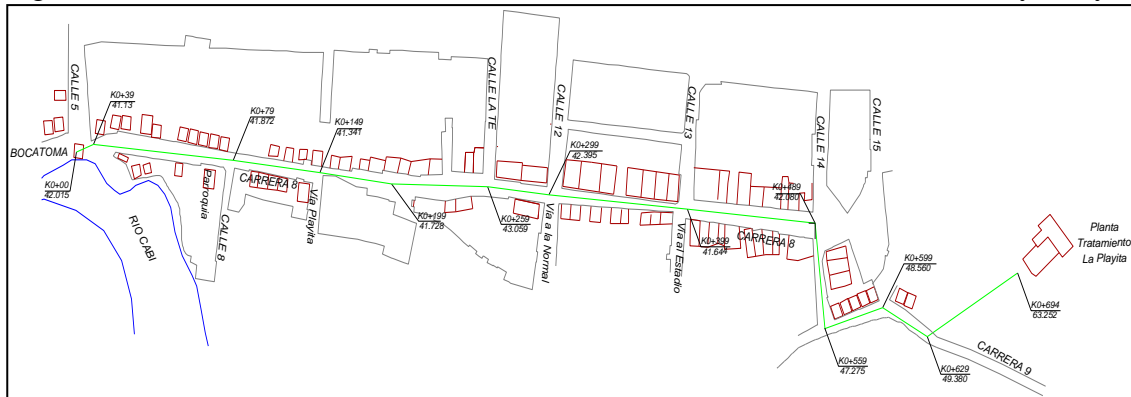 CALLE 5
K0+39
41.13
BOCATOMA
K0+00
42.015
RIO CABI
Parroquia
CALLE 8
K0+79
41.872
CARRERA 8
K0+149
41.341
Vía Playita
K0+199
41.728
CALLE LA TE
K0+259
43.059
CALLE 12
K0+299
42.395
Vía a la Normal
CALLE 13
Vía al Estadio
K0+399
41.644
CARRERA 8
K0+489
42.080
CALLE 14
CALLE 15
K0+559
47.275
K0+599
48.560
K0+629
49.380
CARRERA 9
K0+694
63.252
Planta
Tratamiento
La Playita